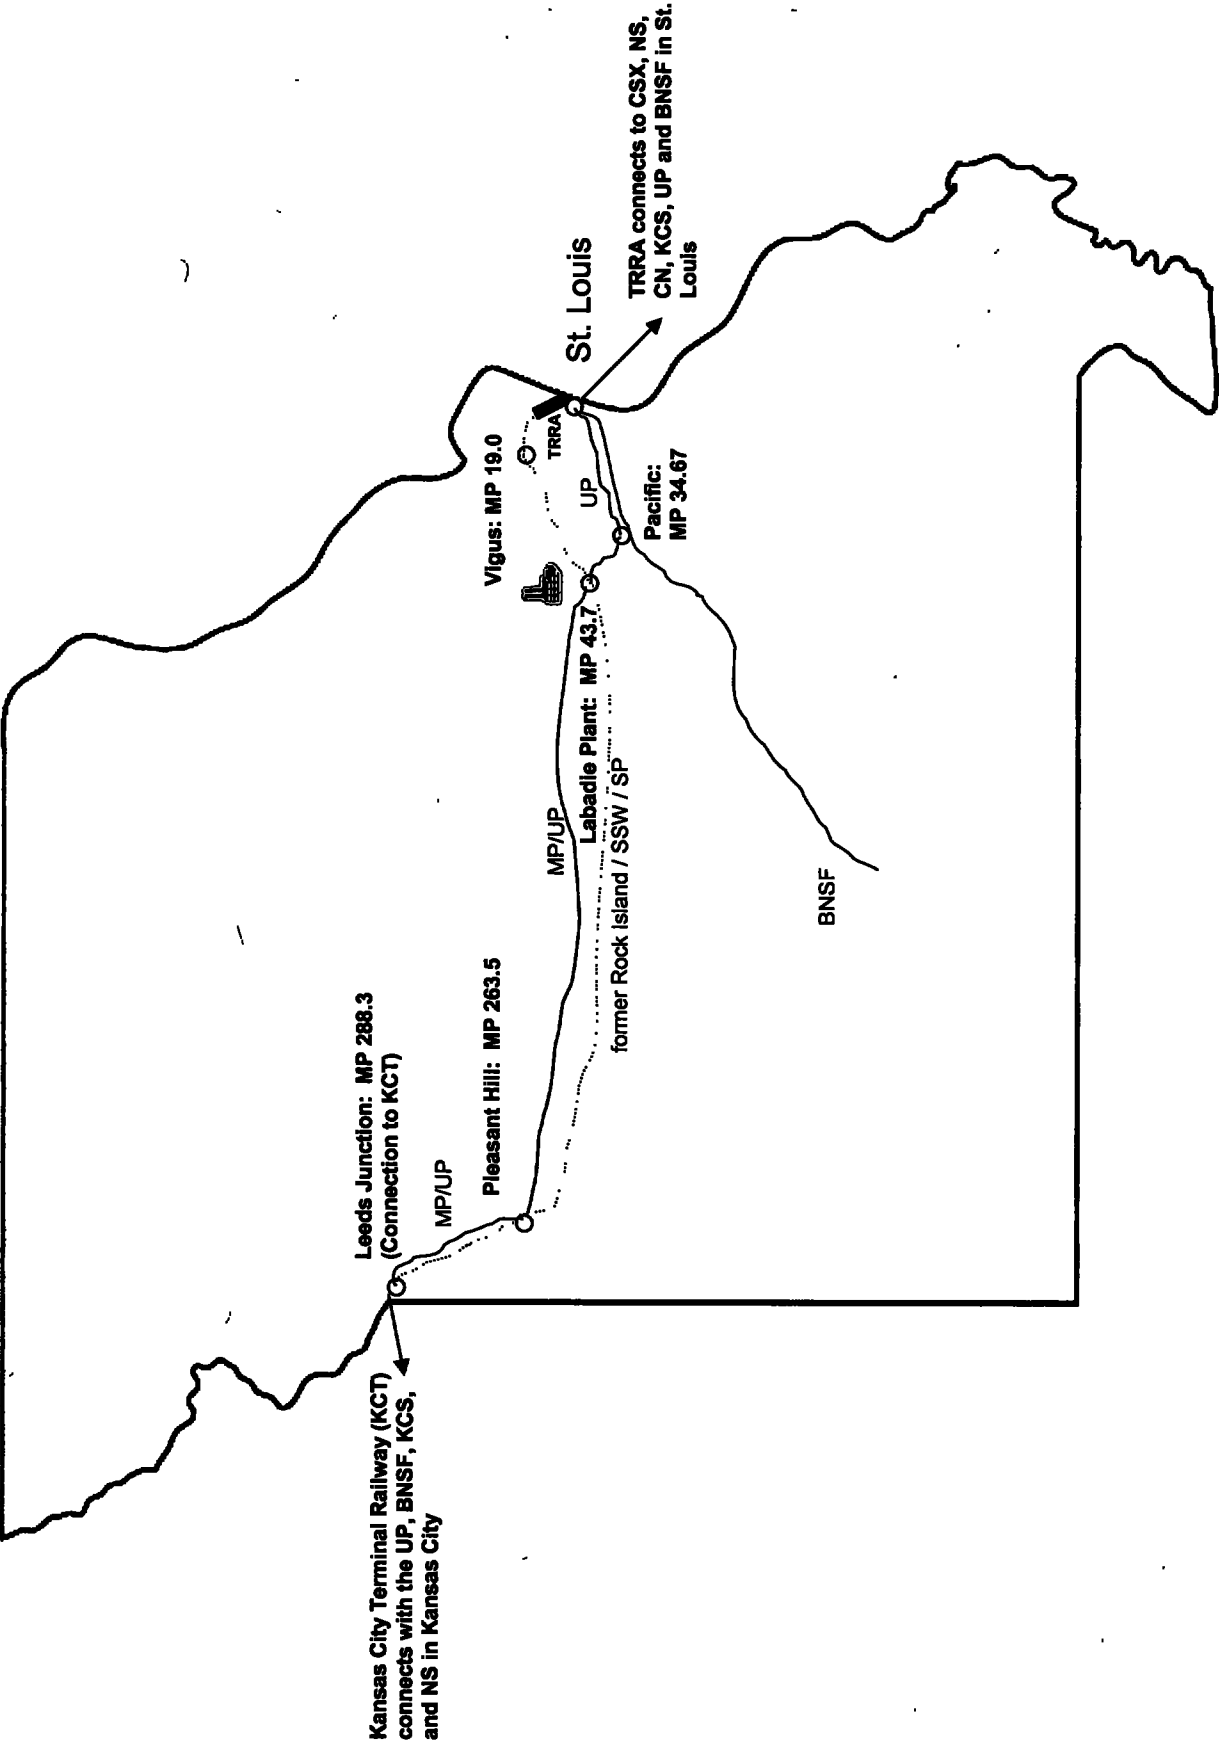 Kansas City Terminal Railway (KCT)
connects with the UP, BNSF, KCS,
and NS in Kansas City
Leeds Junction: MP 288.3
(Connection to KCT)
MP/UP
Pleasant Hill: MP 263.5
MP/UP
Labadie Plant: MP 43.7
former Rock Island / SSW / SP
BNSF
Vigus: MP 19.0
TRRA
UP
Pacific:
MP 34.67
St. Louis
TRRA connects to CSX, NS,
CN, KCS, UP and BNSF in St.
Louis